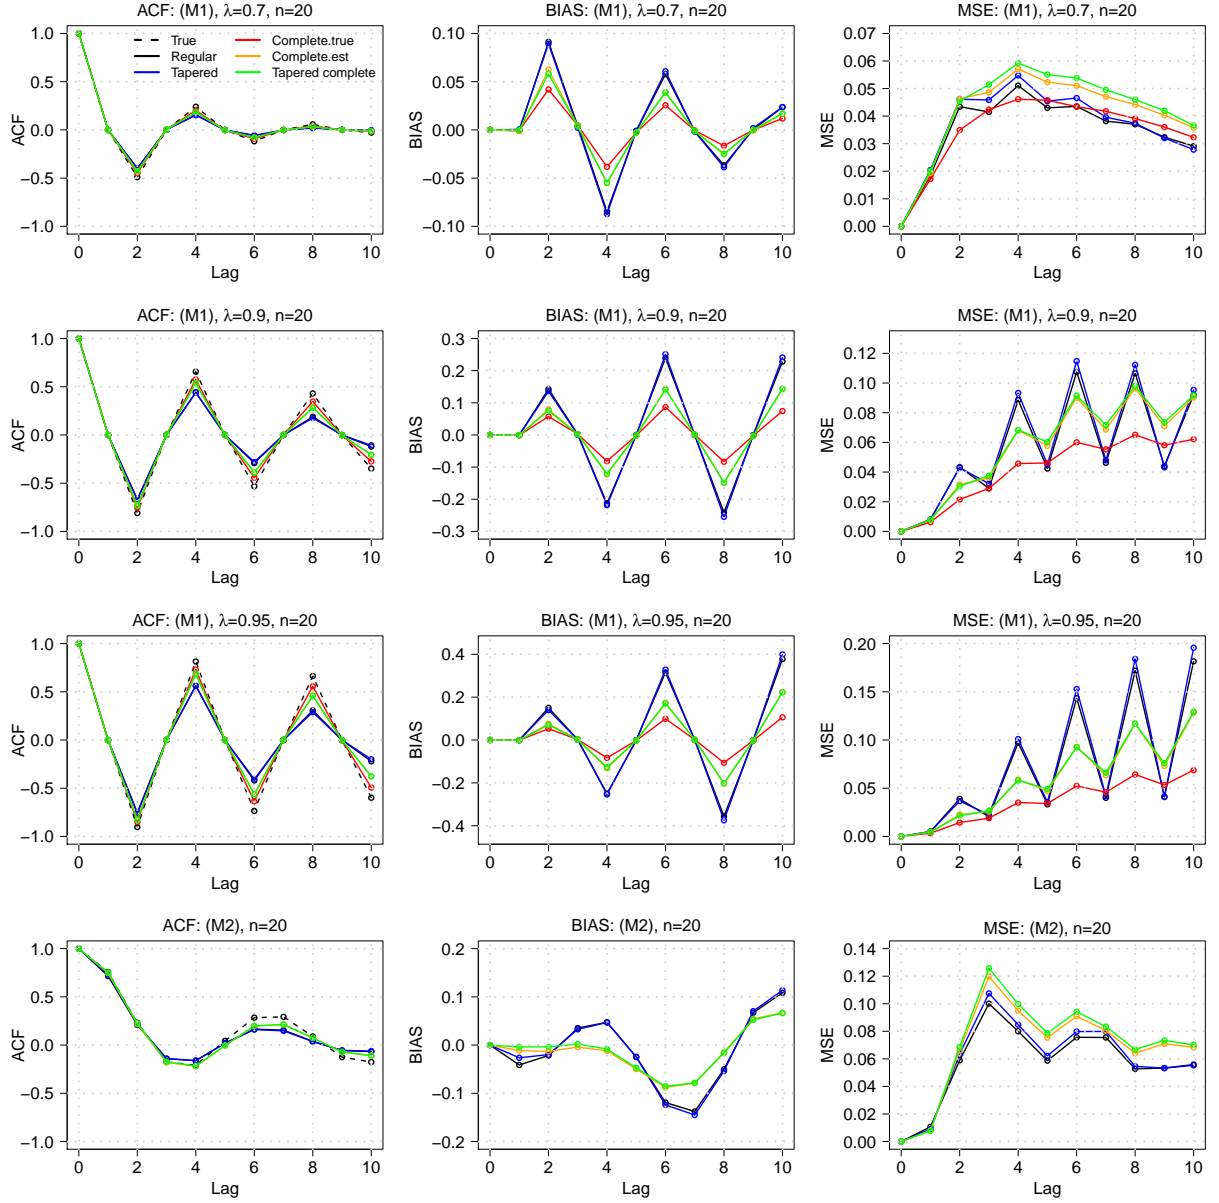 ACF: (M1), λ=0.7, n=20
ACF
1.0
0.5
0.0
−0.5
−1.0
True
Regular
Tapered
Complete.true
Complete.est
Tapered complete
0 2 4 6 8 10
Lag
BIAS: (M1), λ=0.7, n=20
BIAS
0.10
0.05
0.00
−0.05
−0.10
0 2 4 6 8 10
Lag
MSE: (M1), λ=0.7, n=20
MSE
0.07
0.06
0.05
0.04
0.03
0.02
0.01
0.00
0 2 4 6 8 10
Lag
ACF: (M1), λ=0.9, n=20
ACF
1.0
0.5
0.0
−0.5
−1.0
0 2 4 6 8 10
Lag
BIAS: (M1), λ=0.9, n=20
BIAS
0.3
0.2
0.1
0.0
−0.1
−0.2
−0.3
0 2 4 6 8 10
Lag
MSE: (M1), λ=0.9, n=20
MSE
0.12
0.10
0.08
0.06
0.04
0.02
0.00
0 2 4 6 8 10
Lag
ACF: (M1), λ=0.95, n=20
ACF
1.0
0.5
0.0
−0.5
−1.0
0 2 4 6 8 10
Lag
BIAS: (M1), λ=0.95, n=20
BIAS
0.4
0.2
0.0
−0.2
−0.4
0 2 4 6 8 10
Lag
MSE: (M1), λ=0.95, n=20
MSE
0.20
0.15
0.10
0.05
0.00
0 2 4 6 8 10
Lag
ACF: (M2), n=20
ACF
1.0
0.5
0.0
−0.5
−1.0
0 2 4 6 8 10
Lag
BIAS: (M2), n=20
BIAS
0.2
0.1
0.0
−0.1
−0.2
0 2 4 6 8 10
Lag
MSE: (M2), n=20
MSE
0.14
0.12
0.10
0.08
0.06
0.04
0.02
0.00
0 2 4 6 8 10
Lag